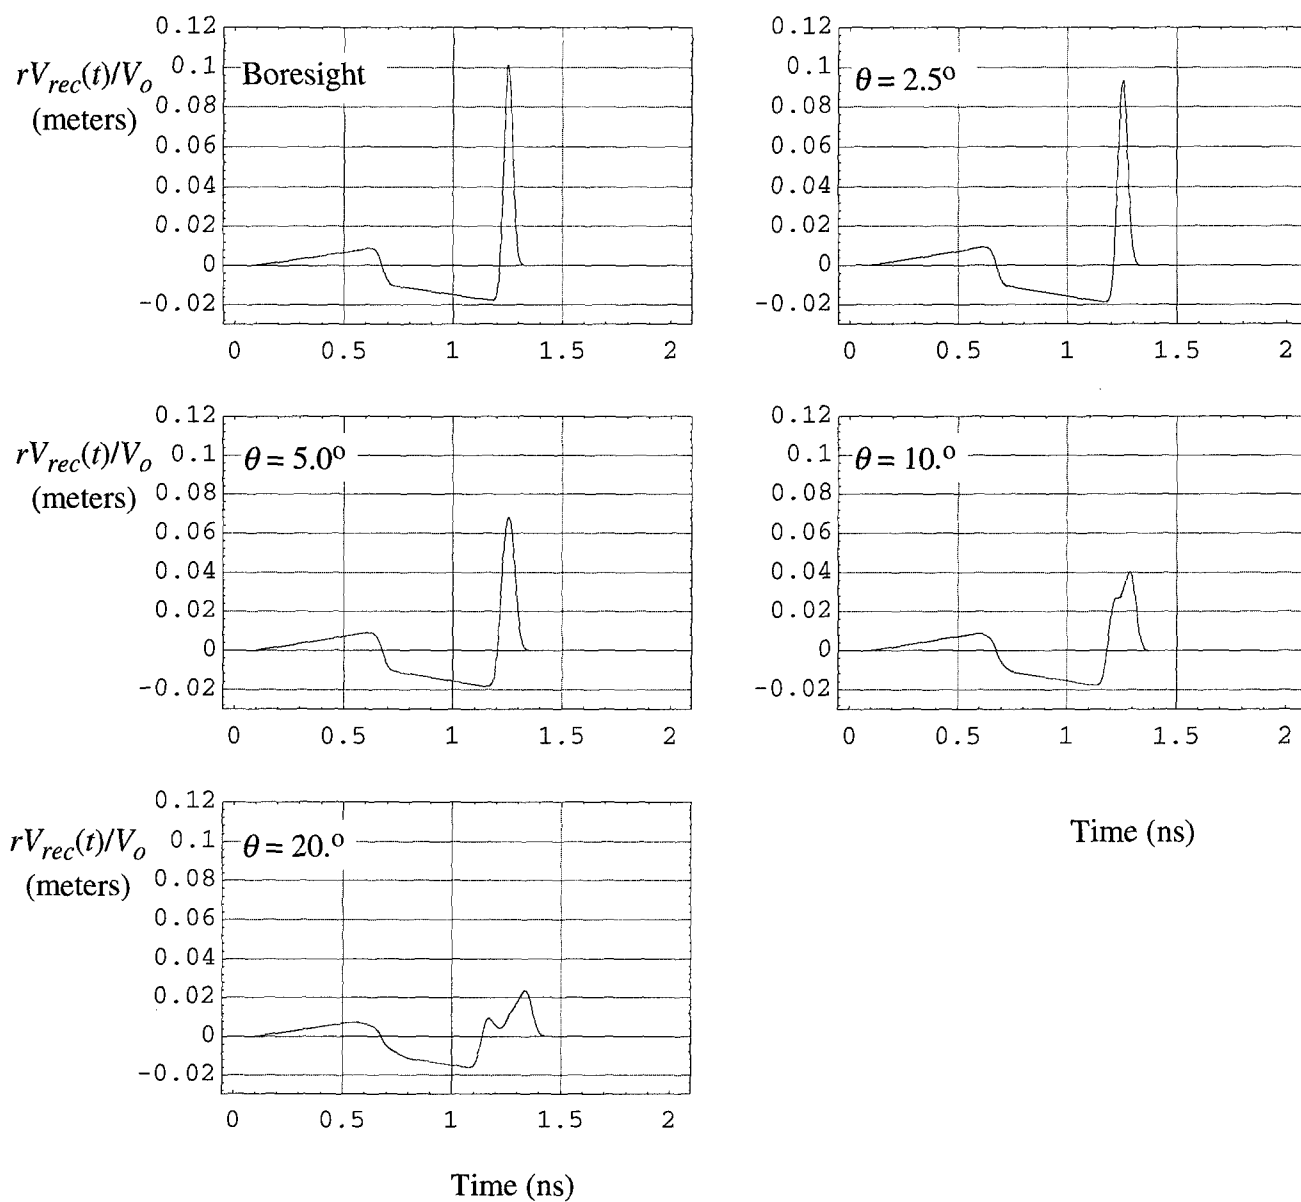 0.12
rV_rec(t)/V_o 0.1 Boresight
(meters) 0.08
0.06
0.04
0.02
0
-0.02
0 0.5 1 1.5 2
0.12
0.1
θ = 2.5°
0.08
0.06
0.04
0.02
0
-0.02
0 0.5 1 1.5 2
0.12
rV_rec(t)/V_o 0.1 θ = 5.0°
(meters) 0.08
0.06
0.04
0.02
0
-0.02
0 0.5 1 1.5 2
0.12
0.1 θ = 10.°
0.08
0.06
0.04
0.02
0
-0.02
0 0.5 1 1.5 2
Time (ns)
0.12
rV_rec(t)/V_o 0.1 θ = 20.°
(meters) 0.08
0.06
0.04
0.02
0
-0.02
0 0.5 1 1.5 2
Time (ns)